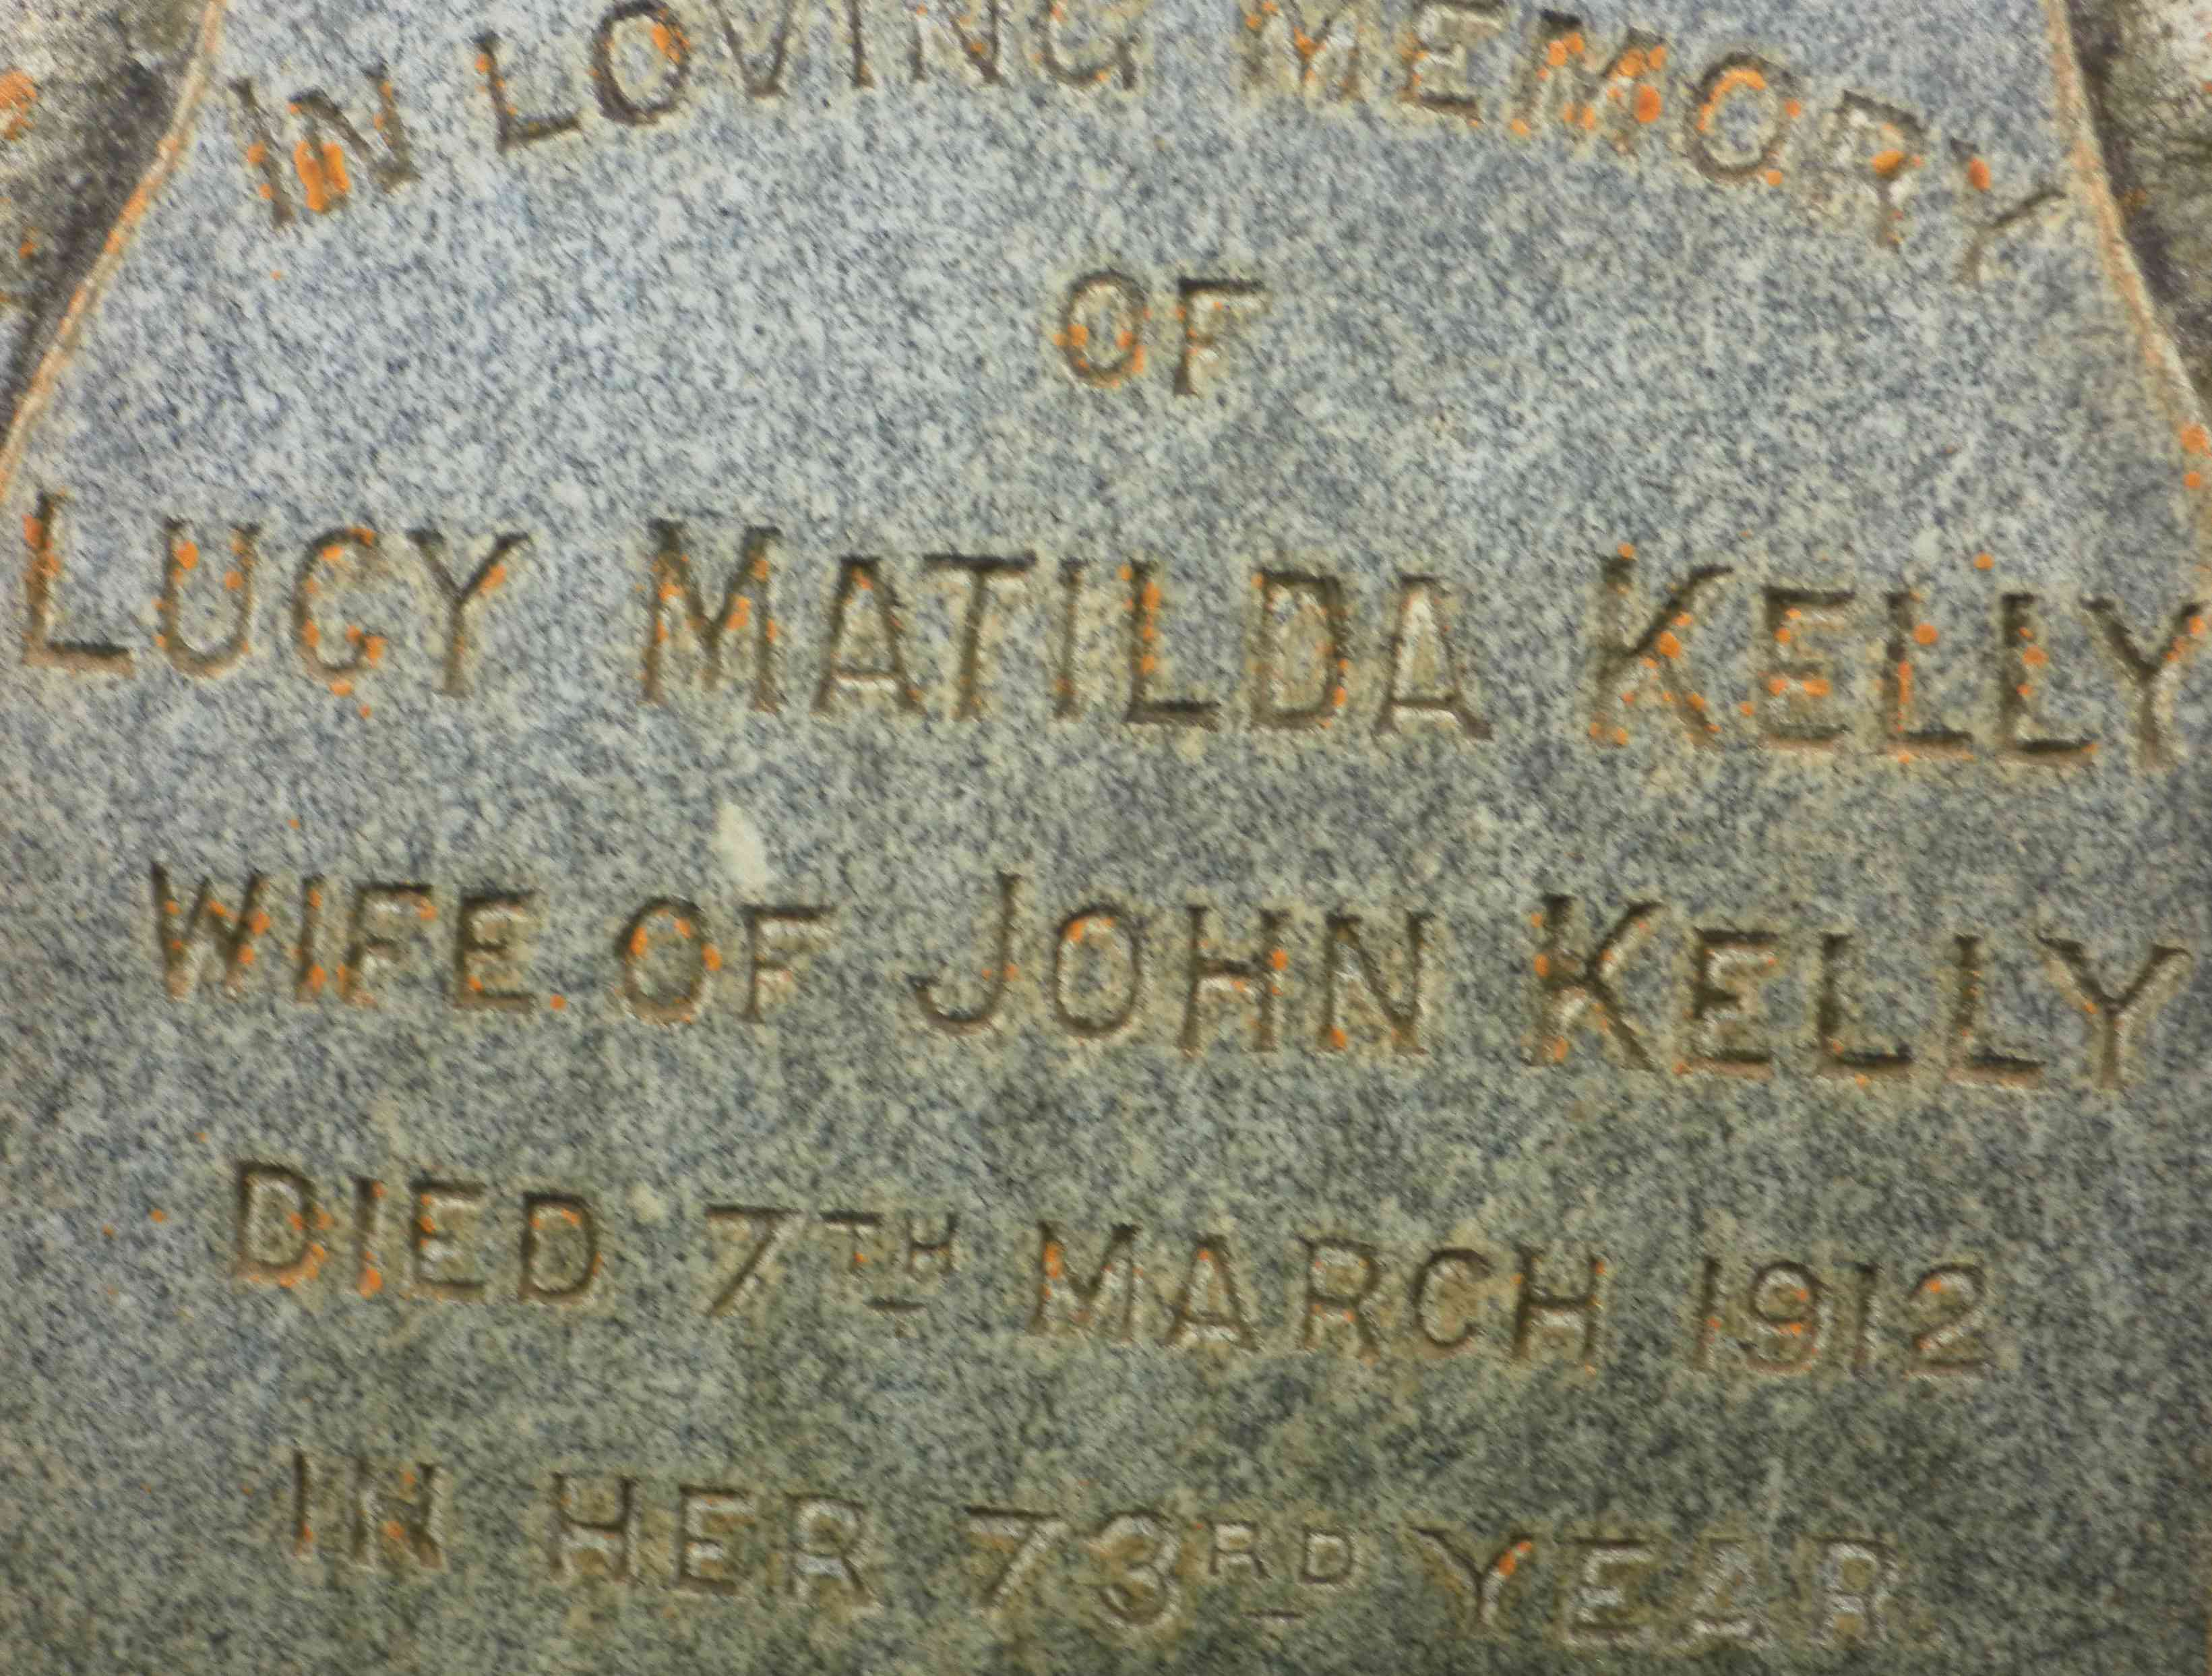 IN LOVING MEMORY
OF
LUCY MATILDA KELLY
WIFE OF JOHN KELLY
DIED 7TH MARCH 1912
IN HER 73RD YEAR